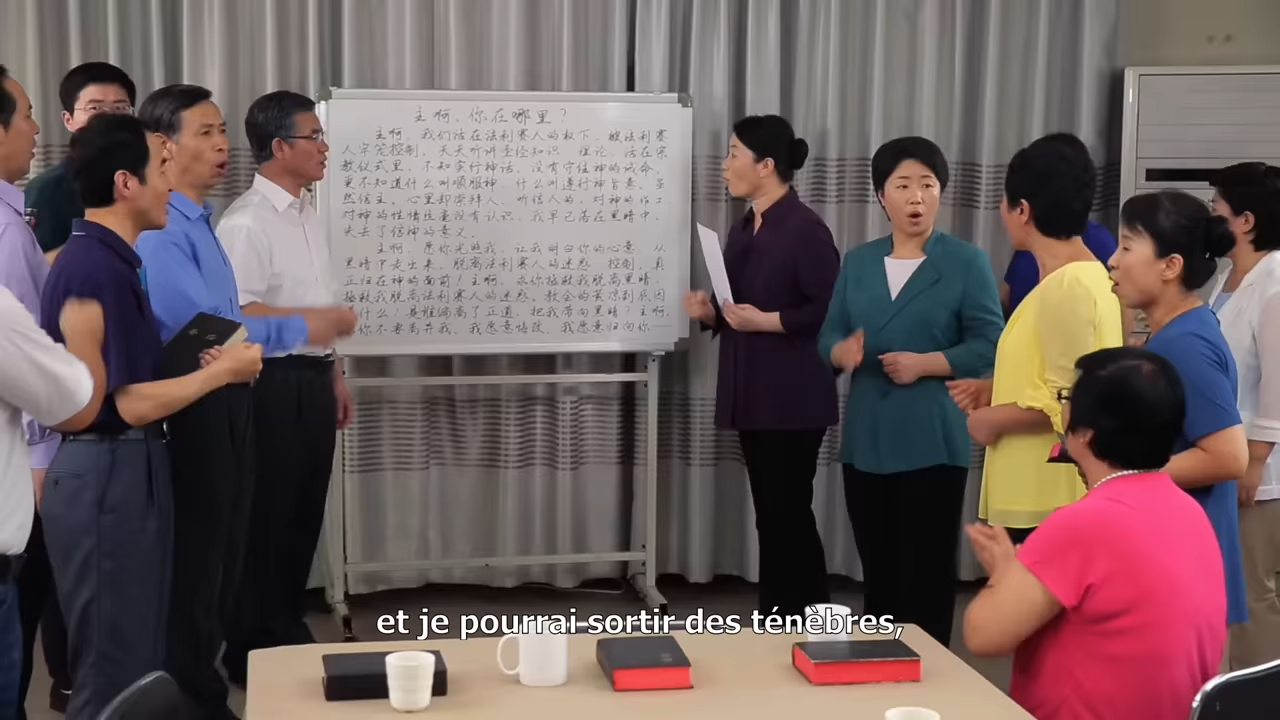 主啊，你在哪里？
主啊，我们活在法利赛人的权下，被法利赛
人牢笼控制，天天听讲圣经知识、理论，活在宗
教仪式里，不知实行神话，没有守住神的诫命，
更不知道什么叫顺服神，什么叫遵行神旨意，虽
然信主，心里却崇拜人、听信人的，对神的作工
对神的性情丝毫没有认识，我早已活在黑暗中，
失去了信神的意义。
主啊，愿你光照我，让我明白你的心意，从
黑暗中走出来，脱离法利赛人的迷惑、控制，真
正归在神的面前！主啊，求你拯救我脱离黑暗，
拯救我脱离法利赛人的迷惑。教会的荒凉到底因
什么？是谁偏离了正道，把我带向黑暗？主啊，
你不要离弃我，我愿意悔改，我愿意归向你……
et je pourrai sortir des ténèbres,